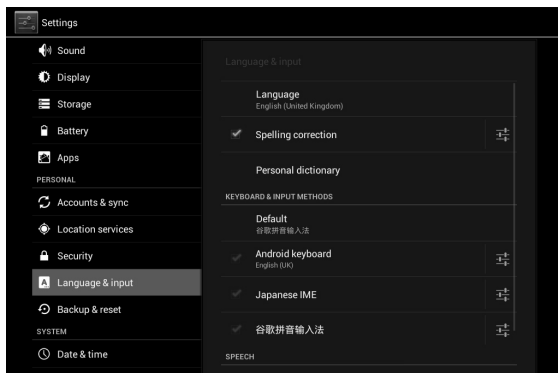 Settings
Sound
Display
Storage
Battery
Apps
PERSONAL
Accounts & sync
Location services
Security
A
Language & input
Backup & reset
SYSTEM
Date & time
Language & input
Language
English (United Kingdom)
Spelling correction
Personal dictionary
KEYBOARD & INPUT METHODS
Default
谷歌拼音输入法
Android keyboard
English (UK)
Japanese IME
谷歌拼音输入法
SPEECH